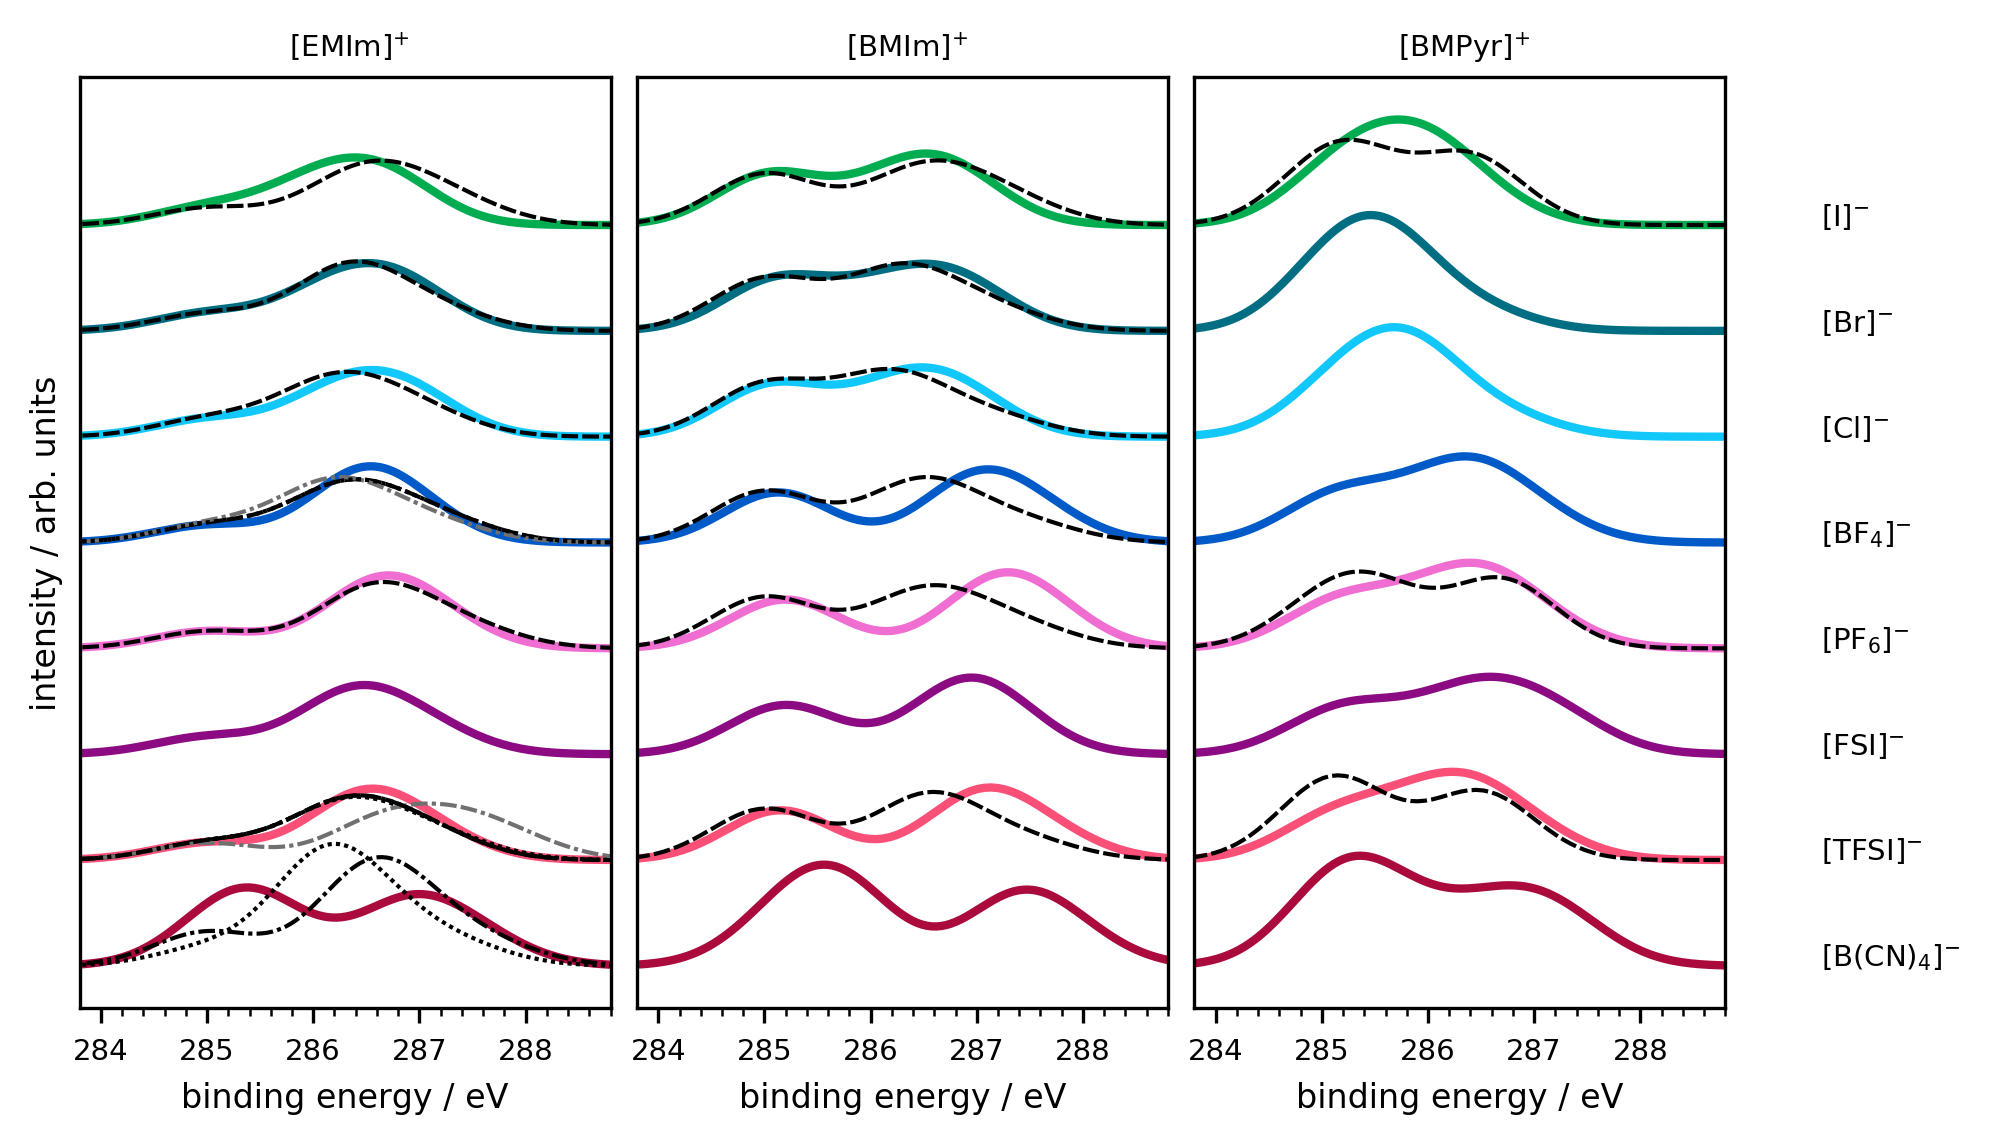 [EMIm]⁺ [BMIm]⁺ [BMPyr]⁺
intensity / arb. units
[I]⁻
[Br]⁻
[Cl]⁻
[BF₄]⁻
[PF₆]⁻
[FSI]⁻
[TFSI]⁻
[B(CN)₄]⁻
284 285 286 287 288 284 285 286 287 288 284 285 286 287 288
binding energy / eV binding energy / eV binding energy / eV